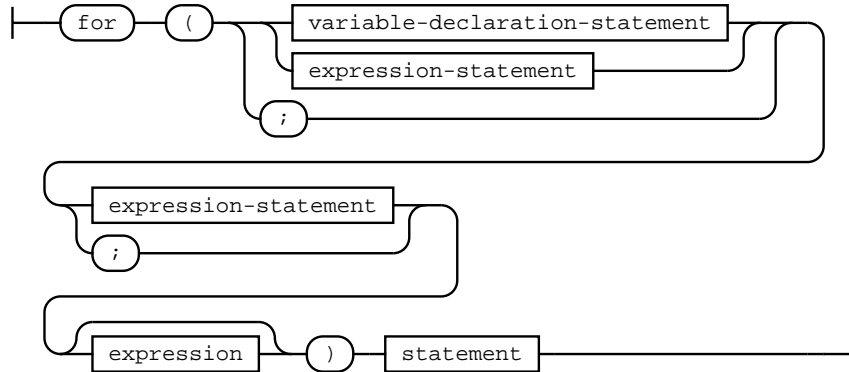 for ( variable-declaration-statement
expression-statement
;
expression-statement
;
expression ) statement